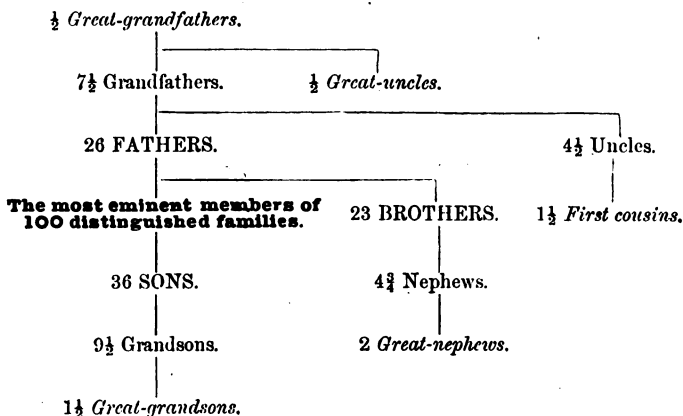 ½ Great-grandfathers.
7½ Grandfathers.
½ Great-uncles.
26 FATHERS.
4½ Uncles.
The most eminent members of
100 distinguished families.
23 BROTHERS.
1½ First cousins.
36 SONS.
4¾ Nephews.
9½ Grandsons.
2 Great-nephews.
1½ Great-grandsons.